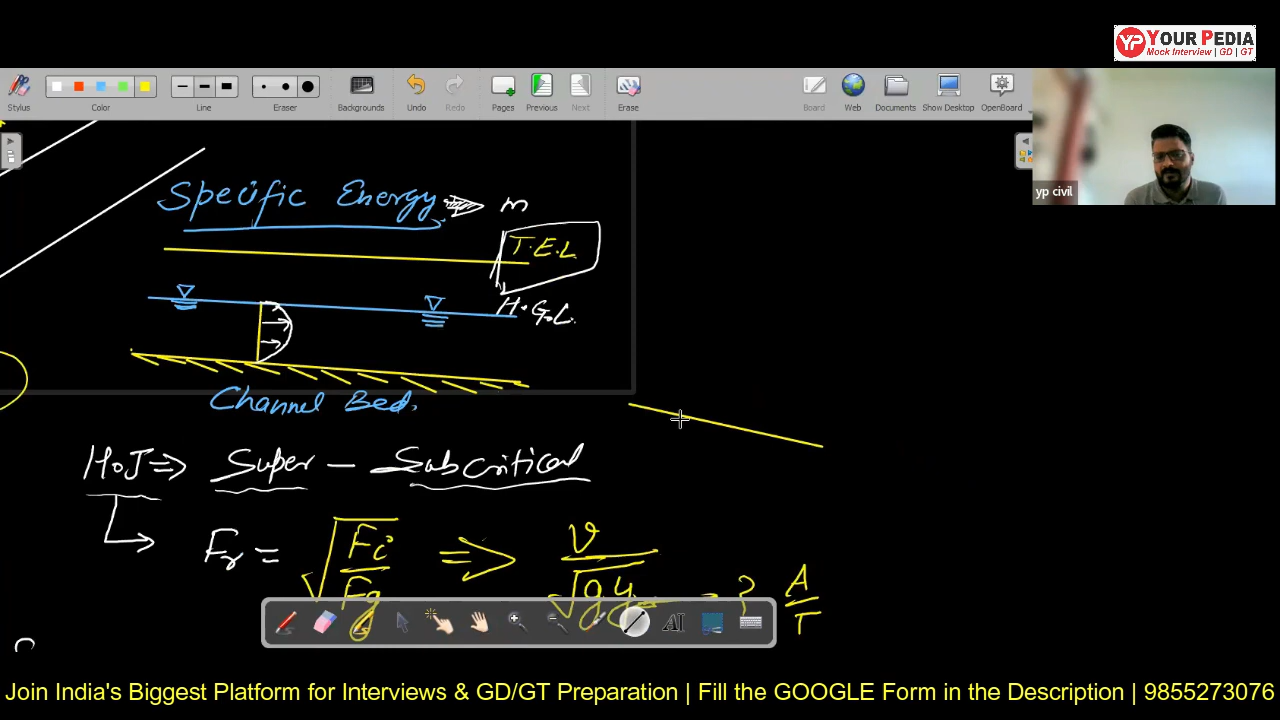 YP YOUR PEDIA
Mock Interview | GD | GT
Stylus Color Line Eraser Backgrounds Undo Redo Pages Previous Next Erase Board Web Documents Show Desktop OpenBoard
yp civil
Specific Energy m
T.E.L
H.G.L.
Channel Bed.
H.J => Super - Subcritical
Fr = √Fi/Fg => v/√gy = ? A/T
AI
Join India's Biggest Platform for Interviews & GD/GT Preparation | Fill the GOOGLE Form in the Description | 9855273076